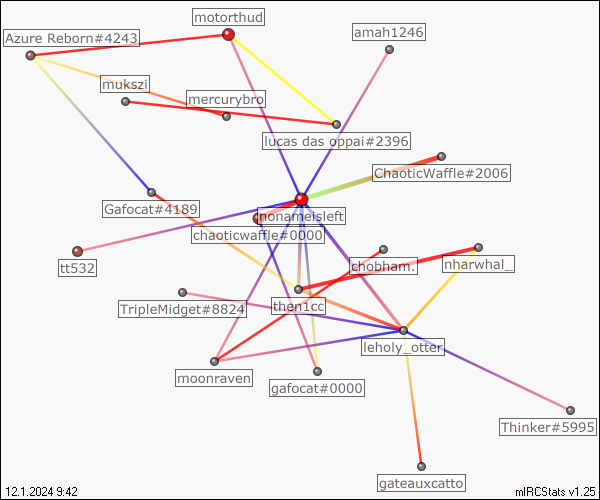 motorthud
Azure Reborn#4243
amah1246
mukszi
mercurybro
lucas das oppai#2396
ChaoticWaffle#2006
Gafocat#4189
nonameisleft
chaoticwaffle#0000
tt532
chobham.
nharwhal_
TripleMidget#8824
then1cc
leholy_otter
moonraven
gafocat#0000
Thinker#5995
gateauxcatto
12.1.2024 9:42
mIRCStats v1.25